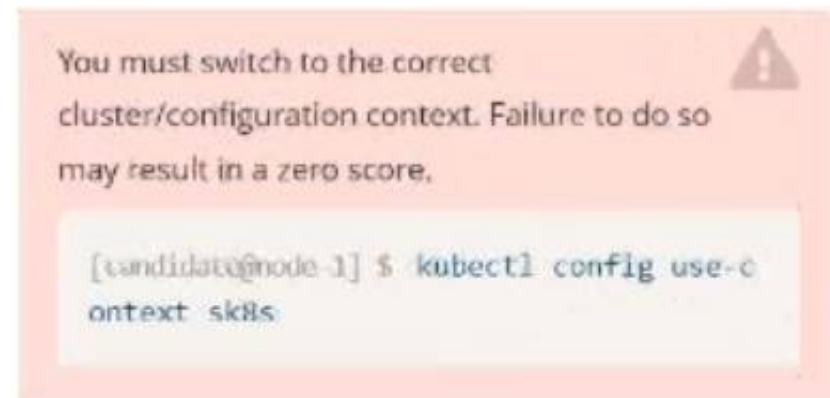 You must switch to the correct
cluster/configuration context. Failure to do so
may result in a zero score.
[candidate@node-1] $ kubectl config use-c
ontext sk8s